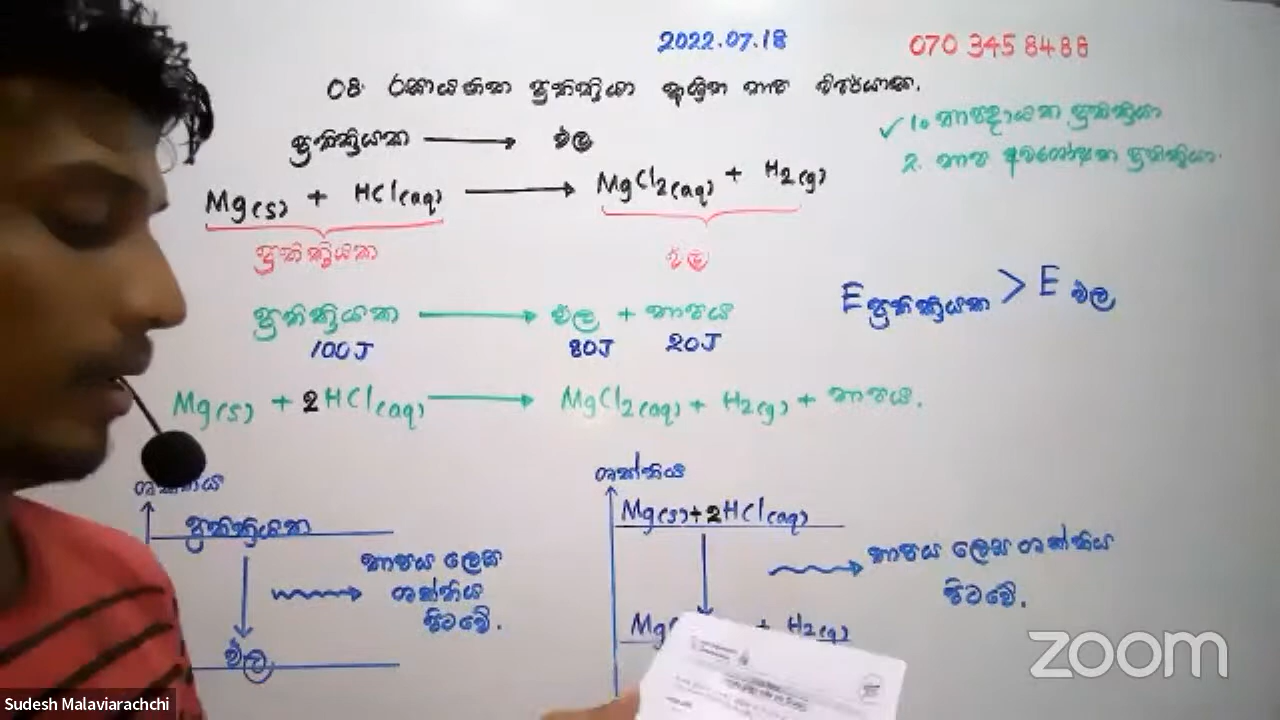 2022.07.18
070 345 8488
08. රසායනික ප්‍රතික්‍රියා ආශ්‍රිත තාප විපර්යාස.
✓ 1. තාපදායක ප්‍රතික්‍රියා
2. තාප අවශෝෂක ප්‍රතික්‍රියා.
ප්‍රතික්‍රියක ⟶ ඵල
Mg(s) + HCl(aq) ⟶ MgCl2(aq) + H2(g)
ප්‍රතික්‍රියක ඵල
ප්‍රතික්‍රියක ⟶ ඵල + තාපය
100J 80J 20J
E ප්‍රතික්‍රියක > E ඵල
Mg(s) + 2HCl(aq) ⟶ MgCl2(aq) + H2(g) + තාපය.
ශක්තිය
ප්‍රතික්‍රියක
තාපය ලෙස
ශක්තිය
පිටවේ.
ඵල
ශක්තිය
Mg(s)+2HCl(aq)
තාපය ලෙස ශක්තිය
පිටවේ.
+ H2(g)
zoom
Sudesh Malaviarachchi